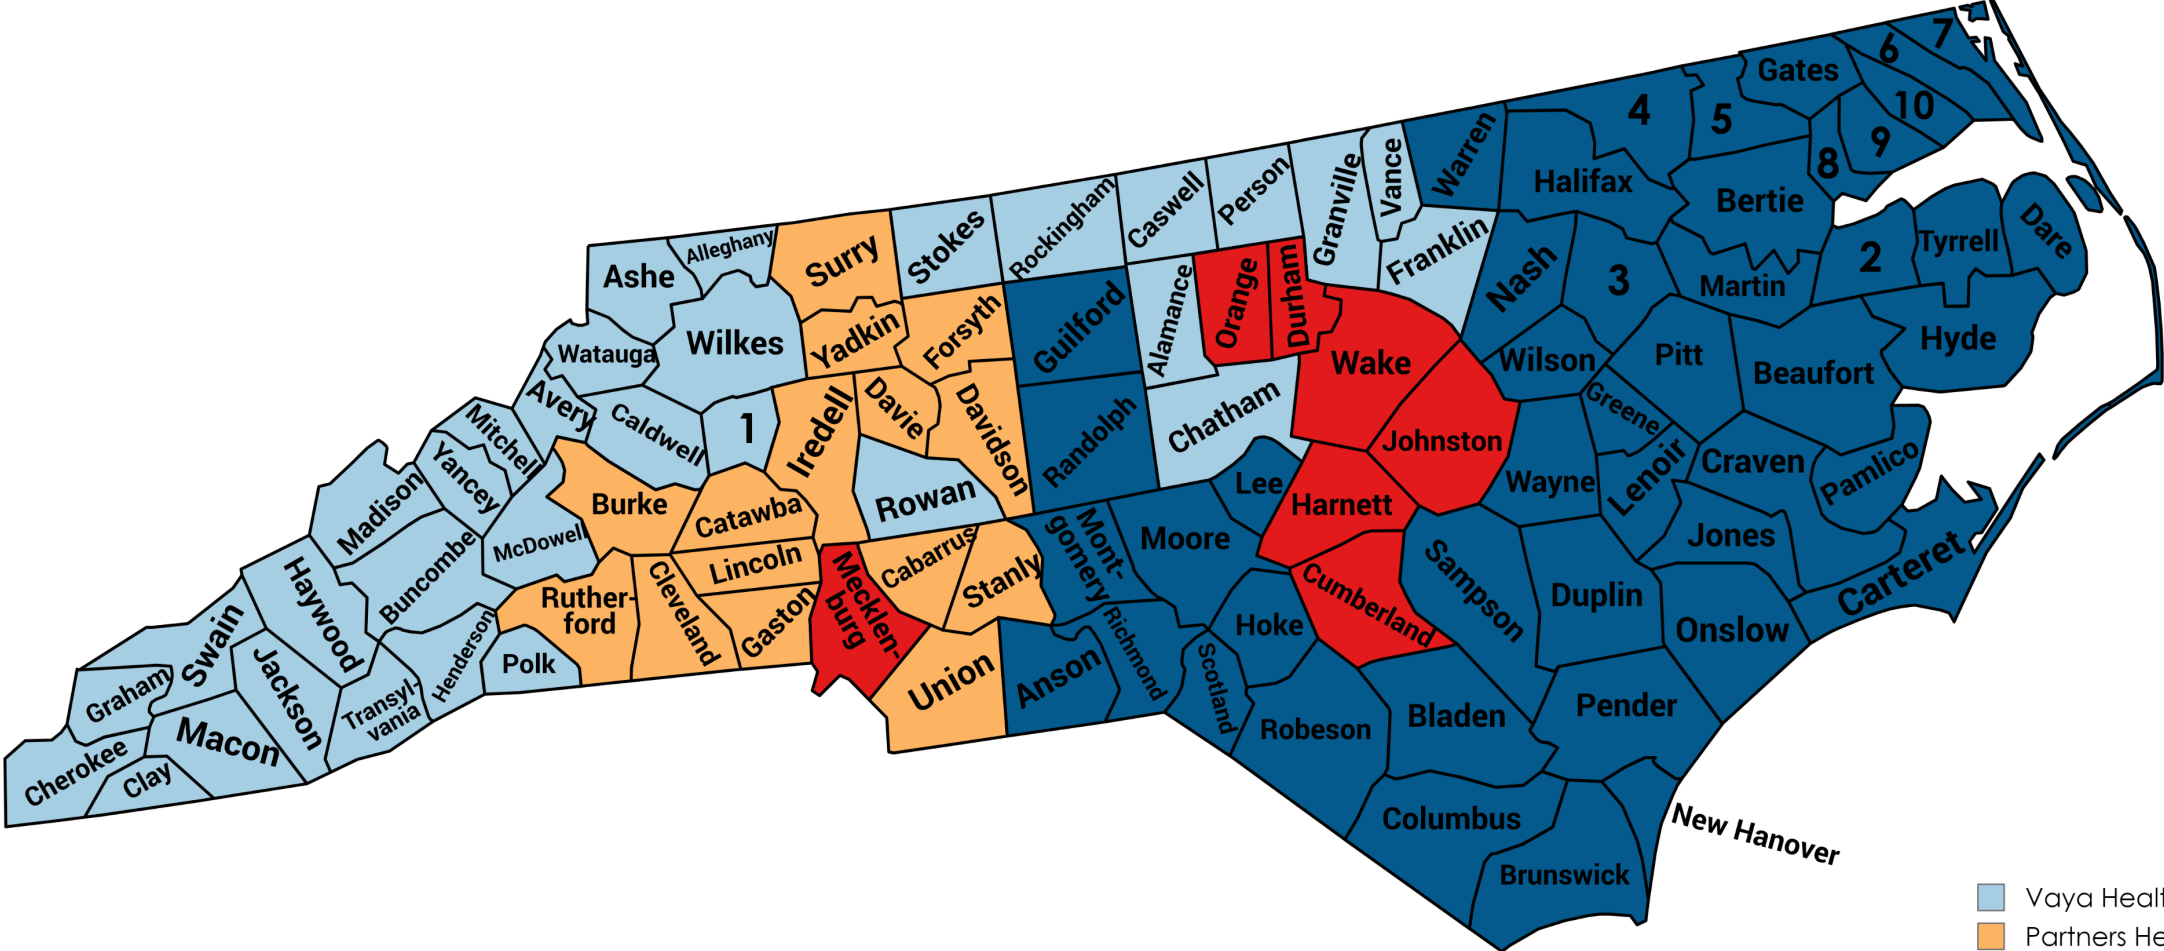 7
6
Gates
10
4
5
9
8
Warren
Vance
Halifax
Granville
Person
Caswell
Rockingham
Bertie
Dare
Tyrrell
2
Stokes
Alleghany
Surry
Ashe
Franklin
Nash
3
Martin
Orange
Durham
Alamance
Guilford
Forsyth
Yadkin
Wilkes
Watauga
Hyde
Wake
Wilson
Pitt
Beaufort
Greene
Avery
Caldwell
1
Iredell
Davie
Davidson
Randolph
Chatham
Johnston
Mitchell
Yancey
Madison
Burke
Catawba
Rowan
Lee
Harnett
Wayne
Lenoir
Craven
Pamlico
McDowell
Buncombe
Haywood
Lincoln
Cabarrus
Stanly
Mont-
gomery
Moore
Jones
Carteret
Swain
Jackson
Henderson
Ruther-
ford
Cleveland
Gaston
Mecklen-
burg
Cumberland
Sampson
Duplin
Onslow
Hoke
Richmond
Scotland
Anson
Union
Polk
Transyl-
vania
Graham
Macon
Cherokee
Clay
Robeson
Bladen
Pender
Columbus
Brunswick
New Hanover
Vaya Healt
Partners He